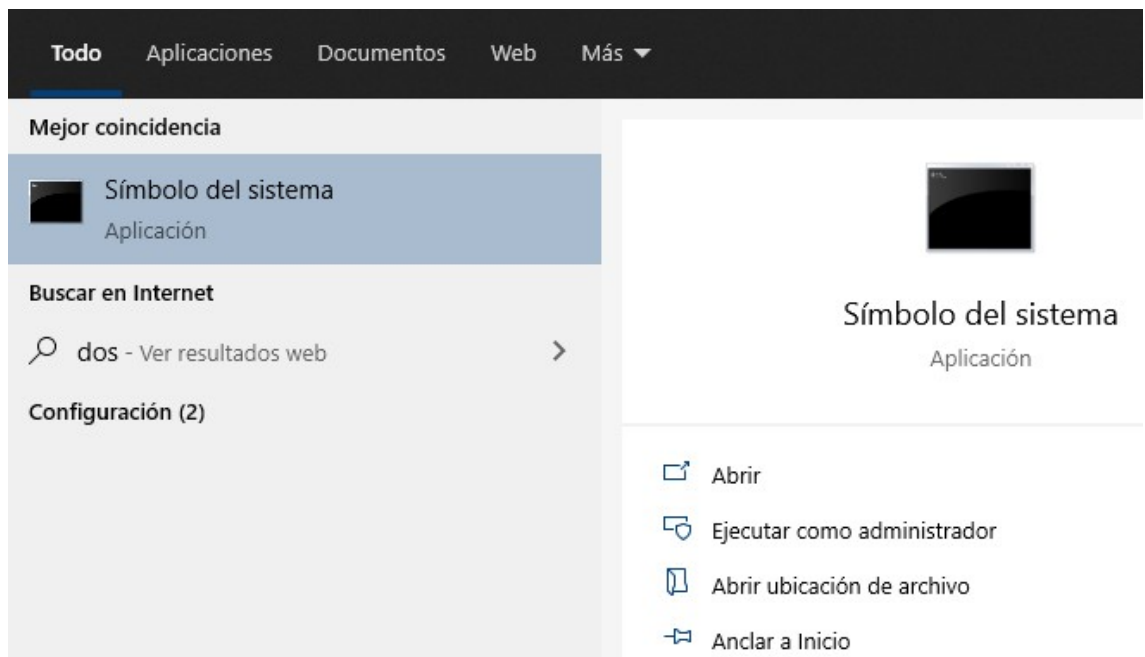 Todo Aplicaciones Documentos Web Más
Mejor coincidencia
Símbolo del sistema
Aplicación
Buscar en Internet
dos - Ver resultados web
Configuración (2)
Símbolo del sistema
Aplicación
Abrir
Ejecutar como administrador
Abrir ubicación de archivo
Anclar a Inicio